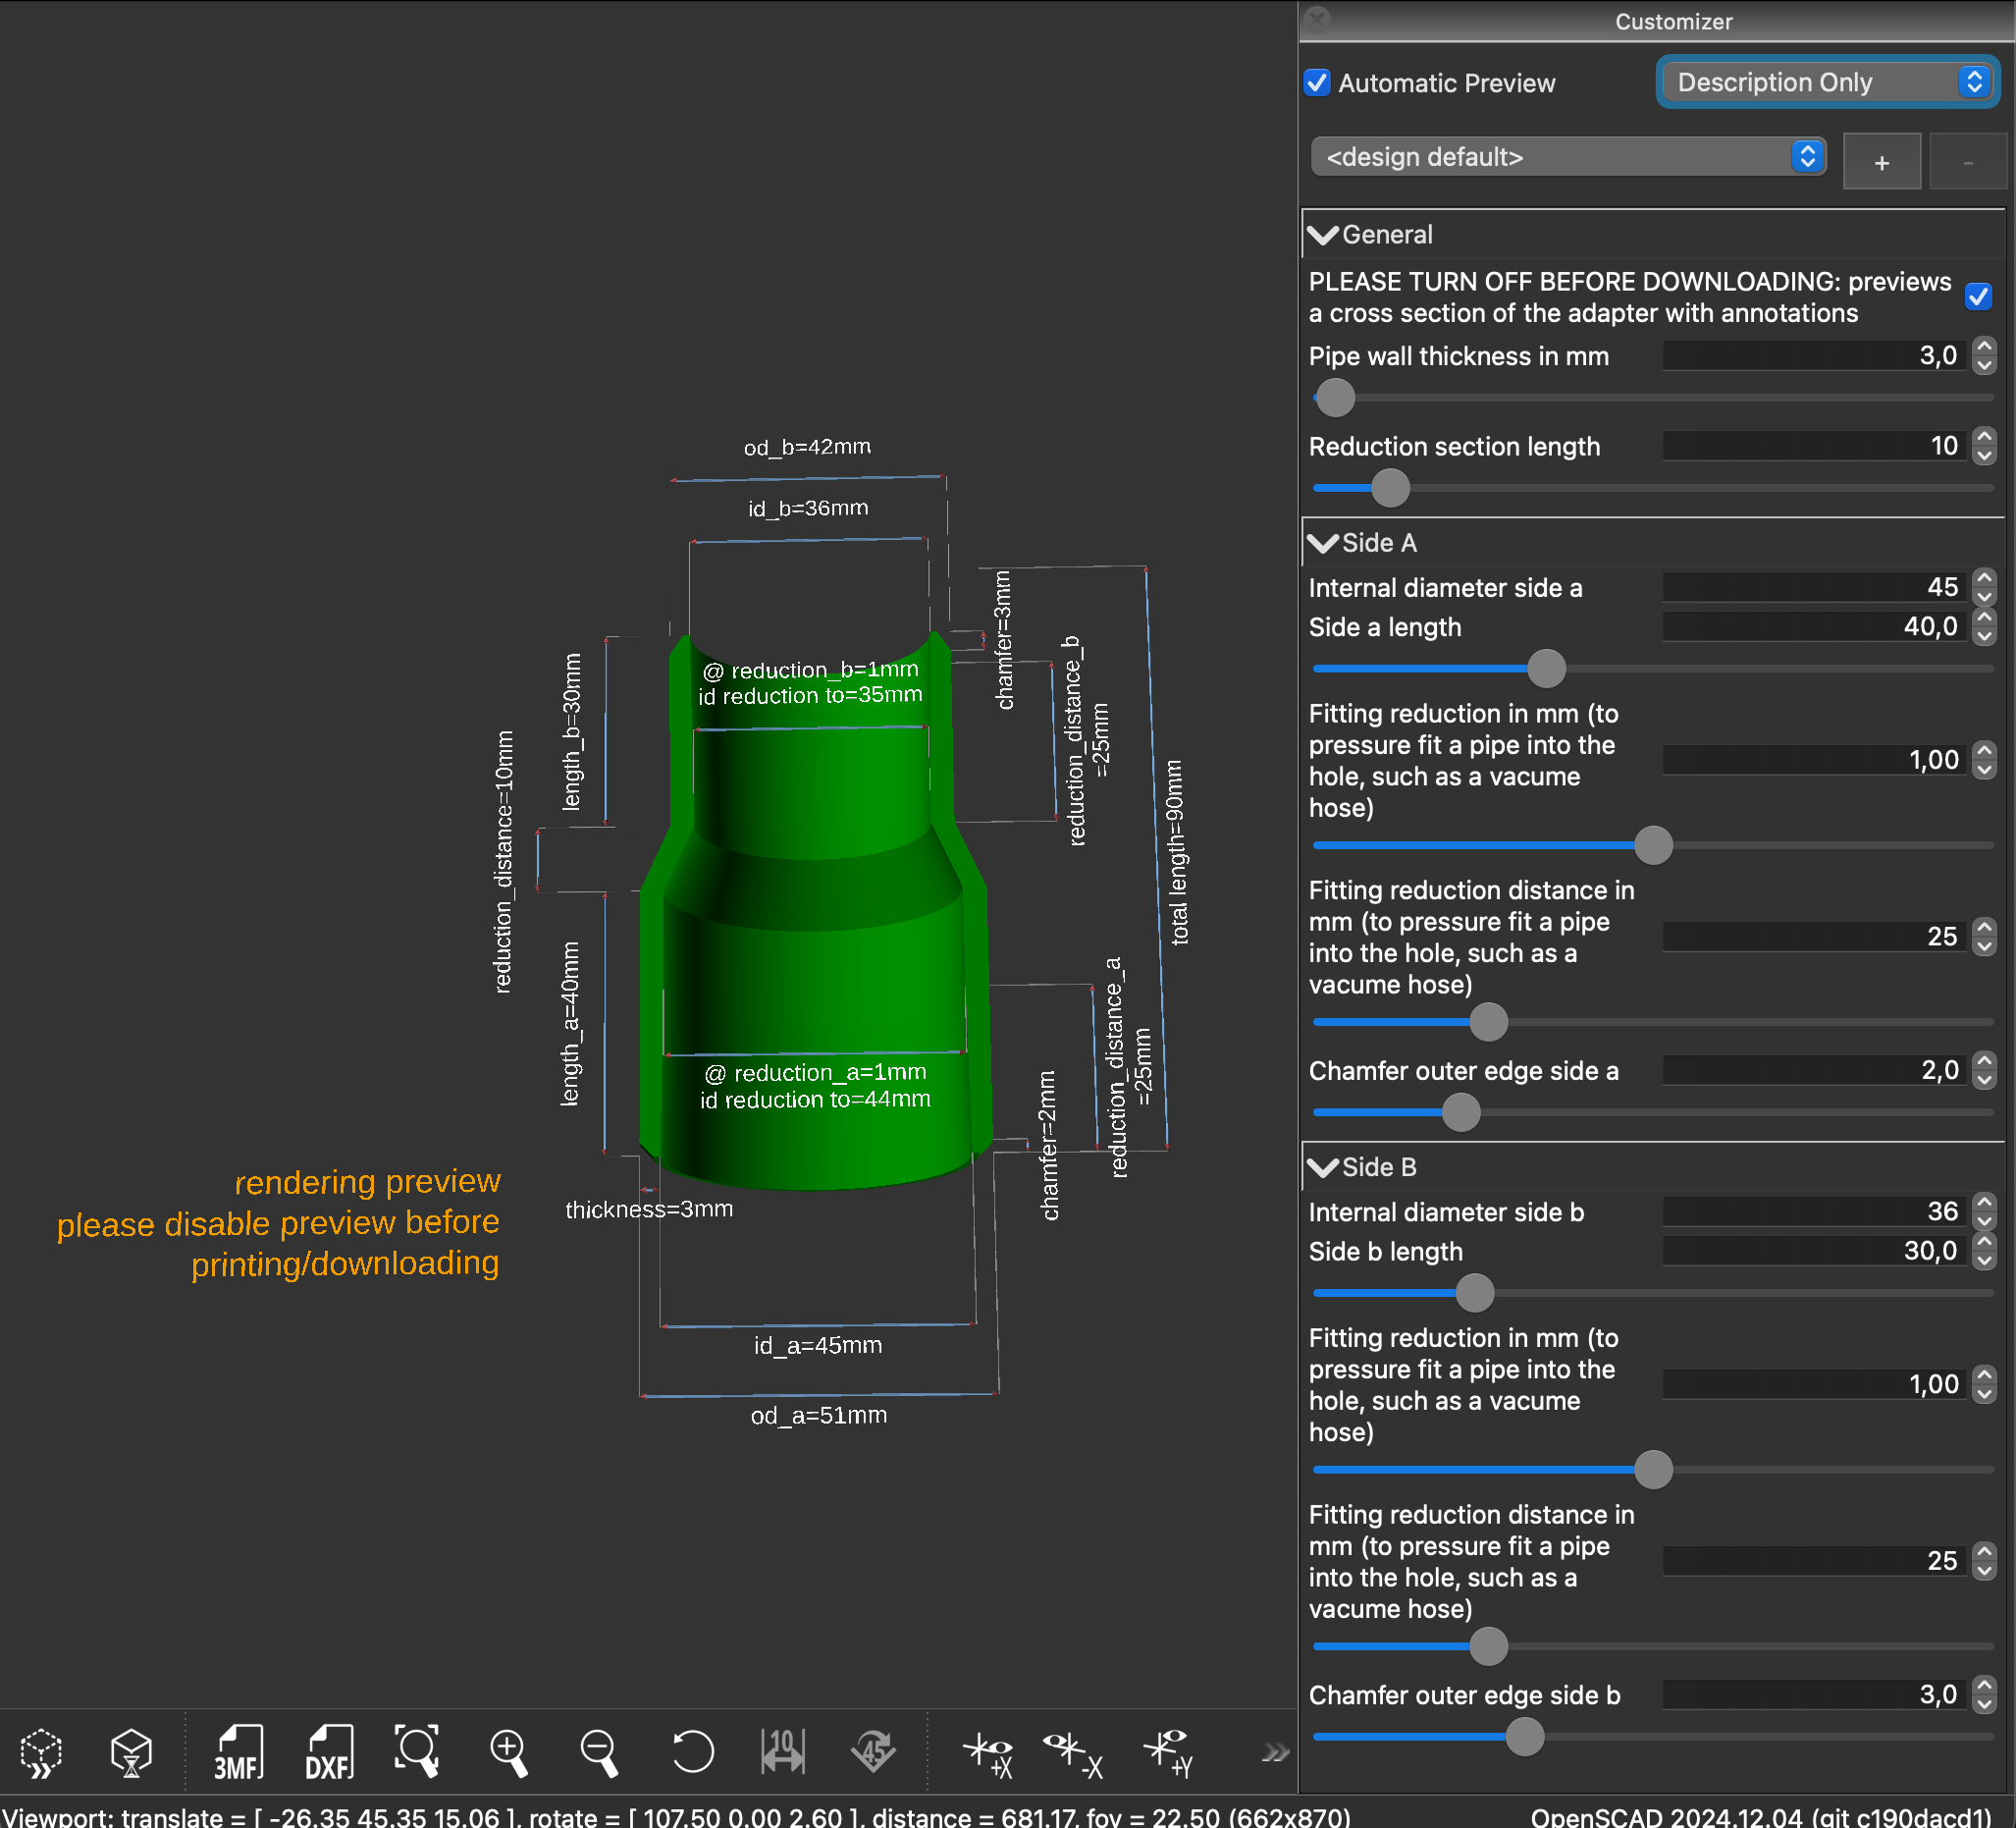 Customizer
Automatic Preview
Description Only
<design default>
+
-
General
PLEASE TURN OFF BEFORE DOWNLOADING: previews
a cross section of the adapter with annotations
Pipe wall thickness in mm
3,0
Reduction section length
10
Side A
Internal diameter side a
45
Side a length
40,0
Fitting reduction in mm (to
pressure fit a pipe into the
hole, such as a vacume
hose)
1,00
Fitting reduction distance in
mm (to pressure fit a pipe
into the hole, such as a
vacume hose)
25
Chamfer outer edge side a
2,0
Side B
Internal diameter side b
36
Side b length
30,0
Fitting reduction in mm (to
pressure fit a pipe into the
hole, such as a vacume
hose)
1,00
Fitting reduction distance in
mm (to pressure fit a pipe
into the hole, such as a
vacume hose)
25
Chamfer outer edge side b
3,0
od_b=42mm
id_b=36mm
chamfer=3mm
@ reduction_b=1mm
id reduction to=35mm
reduction_distance_b
=25mm
length_b=30mm
reduction_distance=10mm
total length=90mm
length_a=40mm
reduction_distance_a
=25mm
@ reduction_a=1mm
id reduction to=44mm
chamfer=2mm
thickness=3mm
id_a=45mm
od_a=51mm
rendering preview
please disable preview before
printing/downloading
3MF
DXF
10
45
+X
-X
+Y
Viewport: translate = [ -26.35 45.35 15.06 ], rotate = [ 107.50 0.00 2.60 ], distance = 681.17, fov = 22.50 (662x870)
OpenSCAD 2024.12.04 (git c190dacd1)